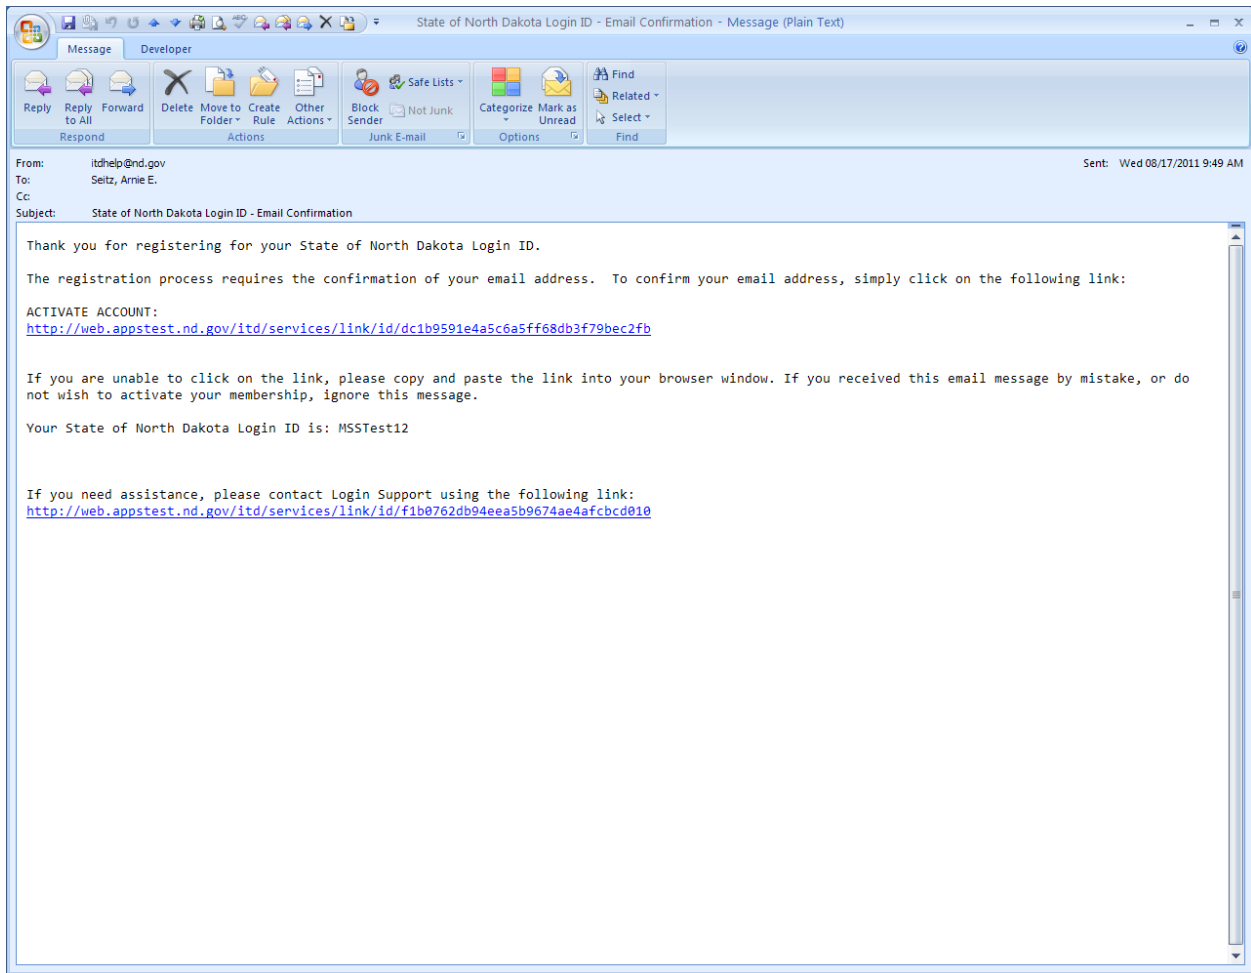 State of North Dakota Login ID - Email Confirmation - Message (Plain Text)
Message Developer
Reply Reply to All Forward
Delete Move to Folder Create Rule Other Actions
Block Sender Safe Lists Not Junk
Categorize Mark as Unread
Find Related Select
Respond Actions Junk E-mail Options Find
From: itdhelp@nd.gov Sent: Wed 08/17/2011 9:49 AM
To: Seitz, Arnie E.
Cc:
Subject: State of North Dakota Login ID - Email Confirmation
Thank you for registering for your State of North Dakota Login ID.
The registration process requires the confirmation of your email address.  To confirm your email address, simply click on the following link:
ACTIVATE ACCOUNT:
http://web.appstest.nd.gov/itd/services/link/id/dc1b9591e4a5c6a5ff68db3f79bec2fb
If you are unable to click on the link, please copy and paste the link into your browser window. If you received this email message by mistake, or do
not wish to activate your membership, ignore this message.
Your State of North Dakota Login ID is: MSSTest12
If you need assistance, please contact Login Support using the following link:
http://web.appstest.nd.gov/itd/services/link/id/f1b0762db94eea5b9674ae4afcbcd010